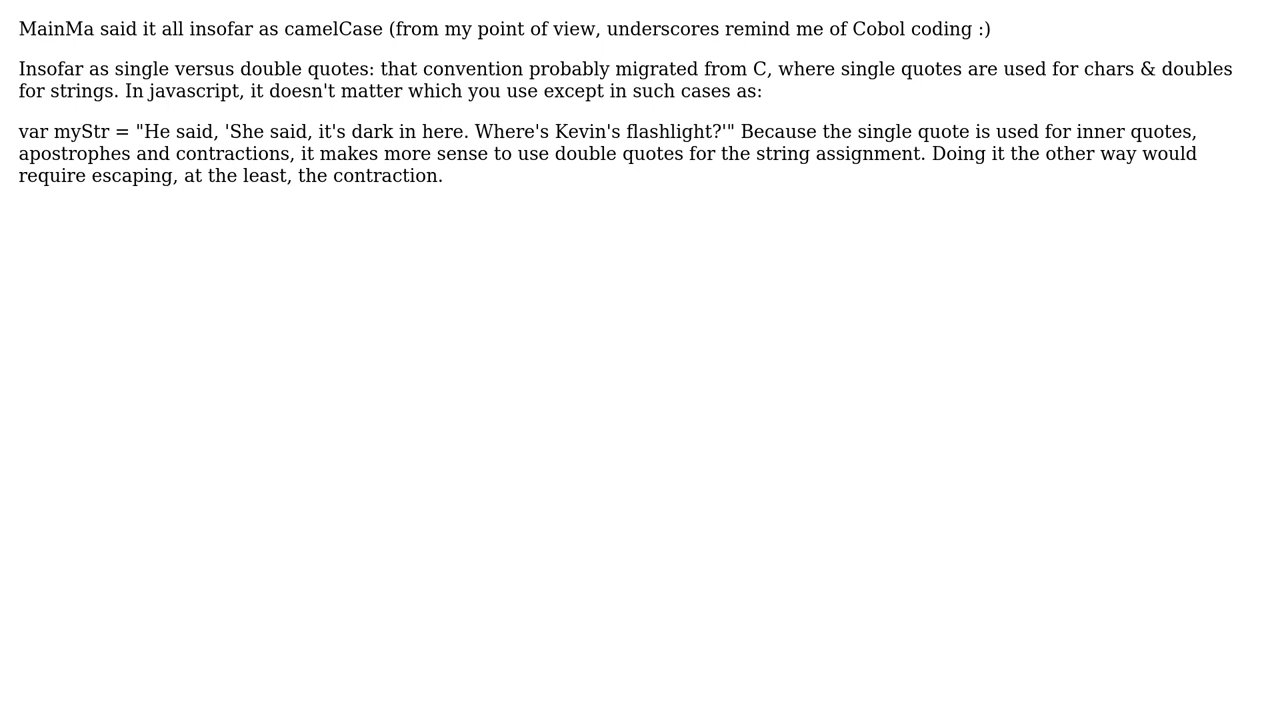 MainMa said it all insofar as camelCase (from my point of view, underscores remind me of Cobol coding :)
Insofar as single versus double quotes: that convention probably migrated from C, where single quotes are used for chars & doubles
for strings. In javascript, it doesn't matter which you use except in such cases as:
var myStr = "He said, 'She said, it's dark in here. Where's Kevin's flashlight?'" Because the single quote is used for inner quotes,
apostrophes and contractions, it makes more sense to use double quotes for the string assignment. Doing it the other way would
require escaping, at the least, the contraction.